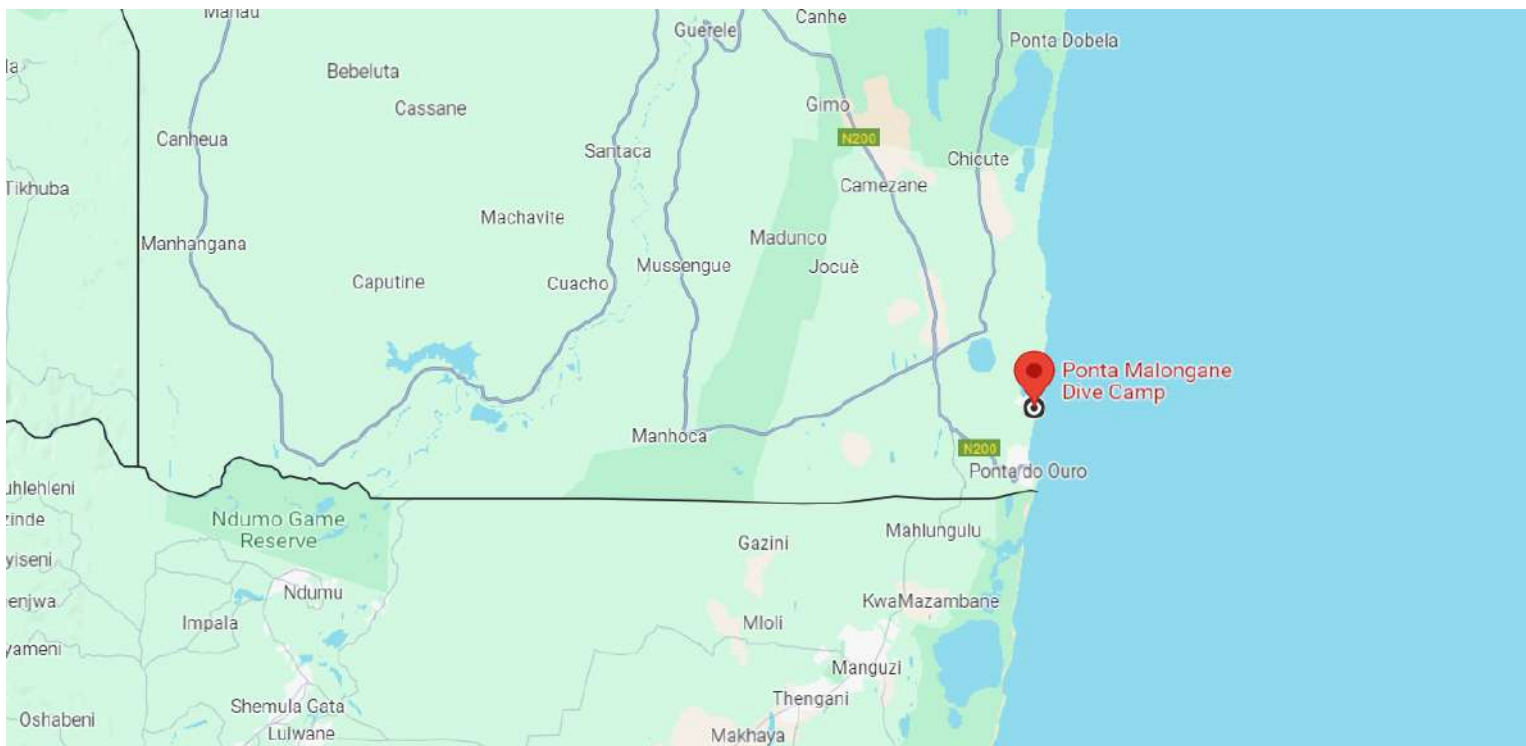 Canhe
Guerele
Ponta Dobela
Bebeluta
Cassane
Gimo
N200
Canheua
Santaca
Chicute
Tikhuba
Camezane
Machavite
Manhangana
Madunco
Mussengue
Jocuè
Caputine
Cuacho
Ponta Malongane
Dive Camp
Manhoca
N200
Ponta do Ouro
Ndumo Game
Reserve
Mahlungulu
Gazini
Ndumu
KwaMazambane
Impala
Mloli
Manguzi
Thengani
Shemula Gata
Oshabeni
Lulwane
Makhaya